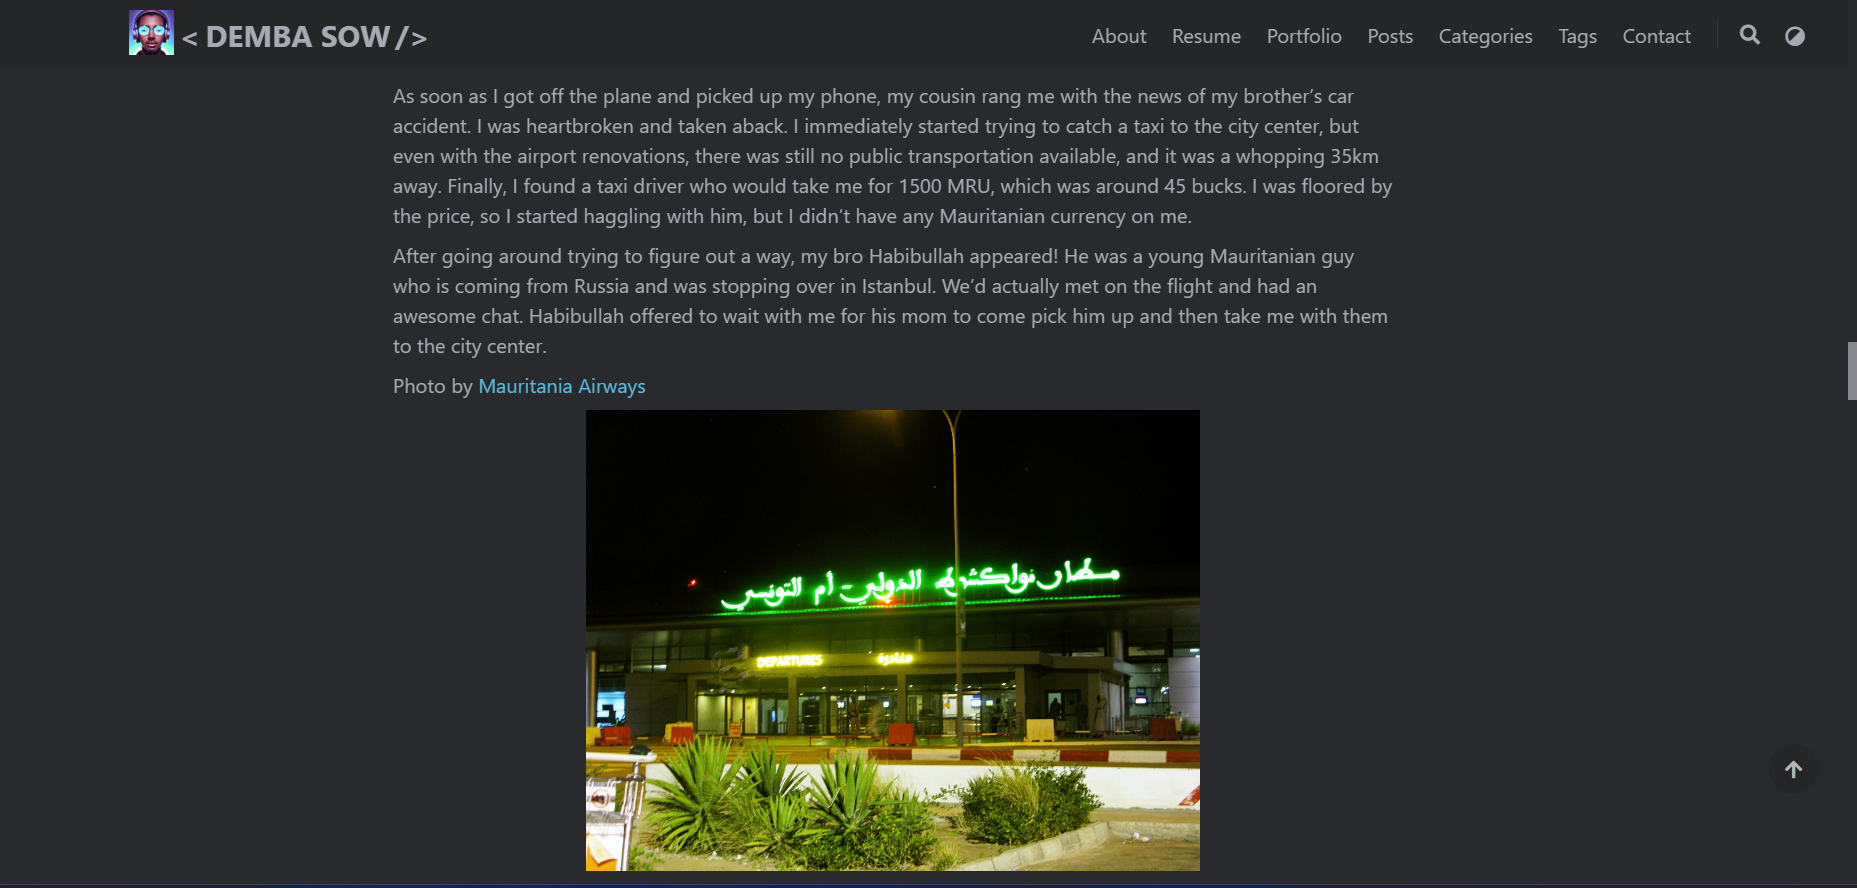 < DEMBA SOW />
About Resume Portfolio Posts Categories Tags Contact
As soon as I got off the plane and picked up my phone, my cousin rang me with the news of my brother’s car
accident. I was heartbroken and taken aback. I immediately started trying to catch a taxi to the city center, but
even with the airport renovations, there was still no public transportation available, and it was a whopping 35km
away. Finally, I found a taxi driver who would take me for 1500 MRU, which was around 45 bucks. I was floored by
the price, so I started haggling with him, but I didn’t have any Mauritanian currency on me.
After going around trying to figure out a way, my bro Habibullah appeared! He was a young Mauritanian guy
who is coming from Russia and was stopping over in Istanbul. We’d actually met on the flight and had an
awesome chat. Habibullah offered to wait with me for his mom to come pick him up and then take me with them
to the city center.
Photo by Mauritania Airways
مطار نواكشوط الدولي - أم التونسي
DEPARTURES مغادرة